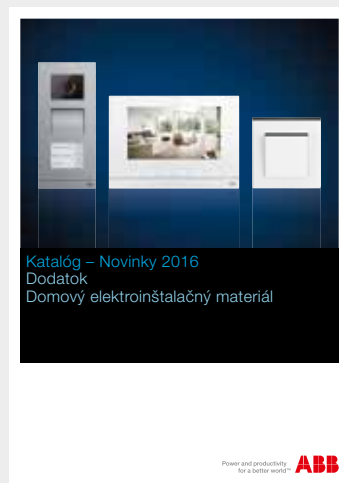 Katalóg – Novinky 2016
Dodatok
Domový elektroinštalačný materiál
Power and productivity
for a better world™
ABB